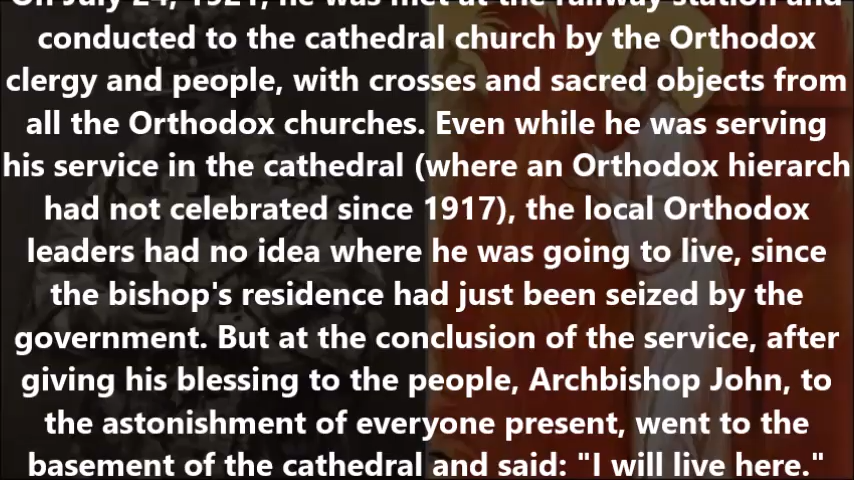 On July 24, 1921, he was met at the railway station and
conducted to the cathedral church by the Orthodox
clergy and people, with crosses and sacred objects from
all the Orthodox churches. Even while he was serving
his service in the cathedral (where an Orthodox hierarch
had not celebrated since 1917), the local Orthodox
leaders had no idea where he was going to live, since
the bishop's residence had just been seized by the
government. But at the conclusion of the service, after
giving his blessing to the people, Archbishop John, to
the astonishment of everyone present, went to the
basement of the cathedral and said: "I will live here."